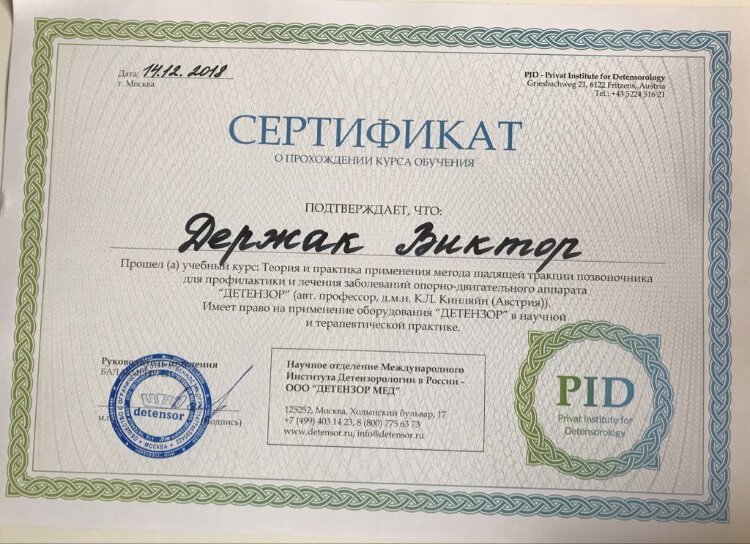 Дата: 14.12.2018
г. Москва
PID - Privat Institute for Detensorology
Griesbachweg 21, 6122 Fritzens, Austria
Tel.: +43 5224 516 21
СЕРТИФИКАТ
О ПРОХОЖДЕНИИ КУРСА ОБУЧЕНИЯ
ПОДТВЕРЖДАЕТ, ЧТО:
Держак Виктор
Прошел (а) учебный курс: Теория и практика применения метода щадящей тракции позвоночника
для профилактики и лечения заболеваний опорно-двигательного аппарата
"ДЕТЕНЗОР" (авт. профессор, д.м.н. К.Л. Кинляйн (Австрия)).
Имеет право на применение оборудования "ДЕТЕНЗОР" в научной
и терапевтической практике.
detensor
МОСКВА
Научное отделение Международного
Института Детензорологии в России -
ООО "ДЕТЕНЗОР МЕД"
125252, Москва, Ходынский бульвар, 17
+7 (499) 403 14 23, 8 (800) 775 63 73
www.detensor.ru, info@detensor.ru
PID
Privat Institute for
Detensorology